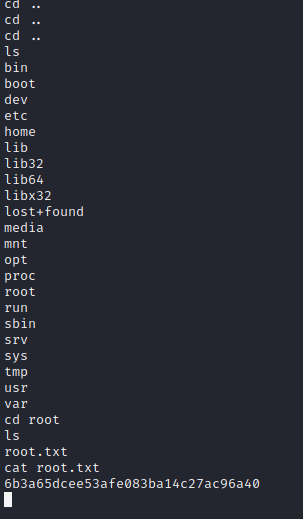 cd ..
cd ..
cd ..
ls
bin
boot
dev
etc
home
lib
lib32
lib64
libx32
lost+found
media
mnt
opt
proc
root
run
sbin
srv
sys
tmp
usr
var
cd root
ls
root.txt
cat root.txt
6b3a65dcee53afe083ba14c27ac96a40